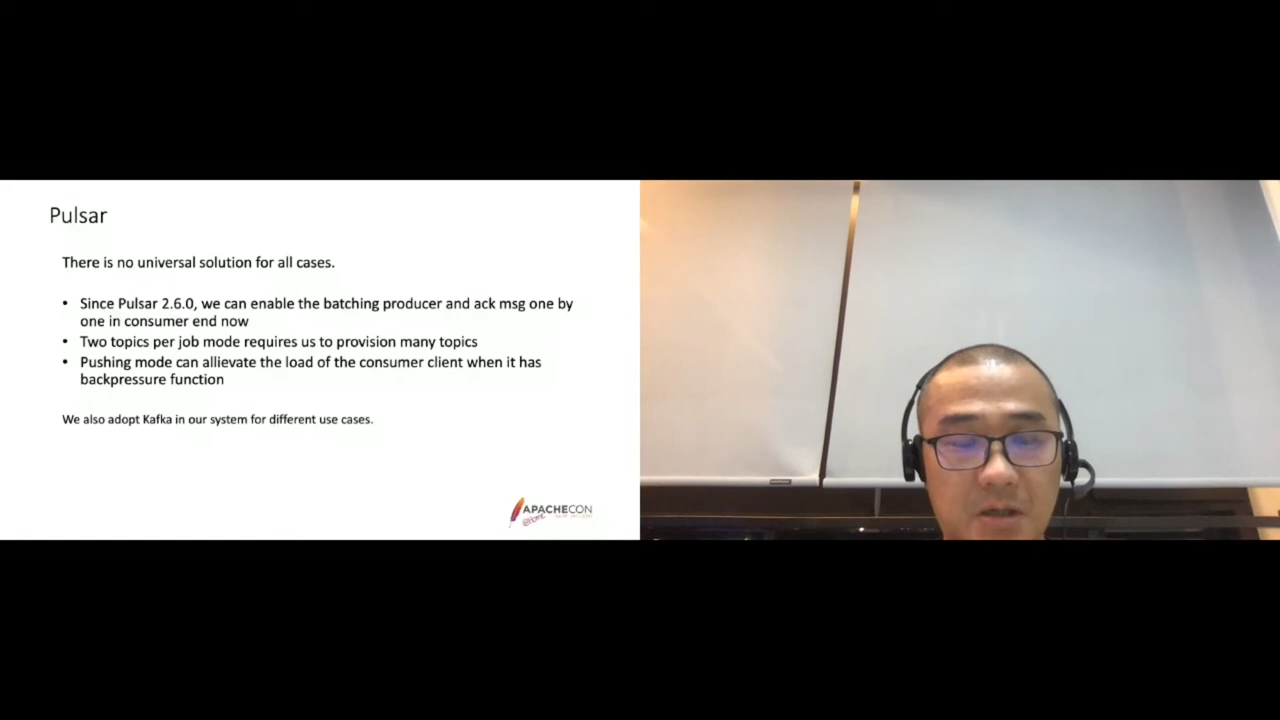 Pulsar
There is no universal solution for all cases.
• Since Pulsar 2.6.0, we can enable the batching producer and ack msg one by
one in consumer end now
• Two topics per job mode requires us to provision many topics
• Pushing mode can allievate the load of the consumer client when it has
backpressure function
We also adopt Kafka in our system for different use cases.
APACHECON
@Home